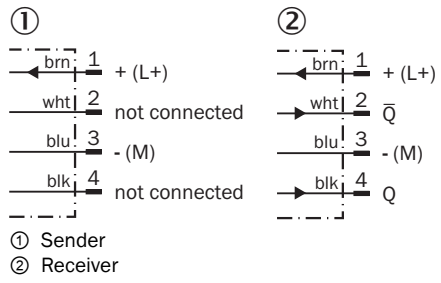 ① ②
brn 1 + (L+) brn 1 + (L+)
wht 2 not connected wht 2 Q̅
blu 3 - (M) blu 3 - (M)
blk 4 not connected blk 4 Q
① Sender
② Receiver